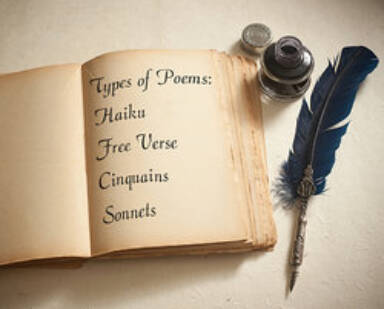 Types of Poems:
Haiku
Free Verse
Cinquains
Sonnets